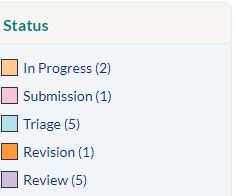 Status
In Progress (2)
Submission (1)
Triage (5)
Revision (1)
Review (5)